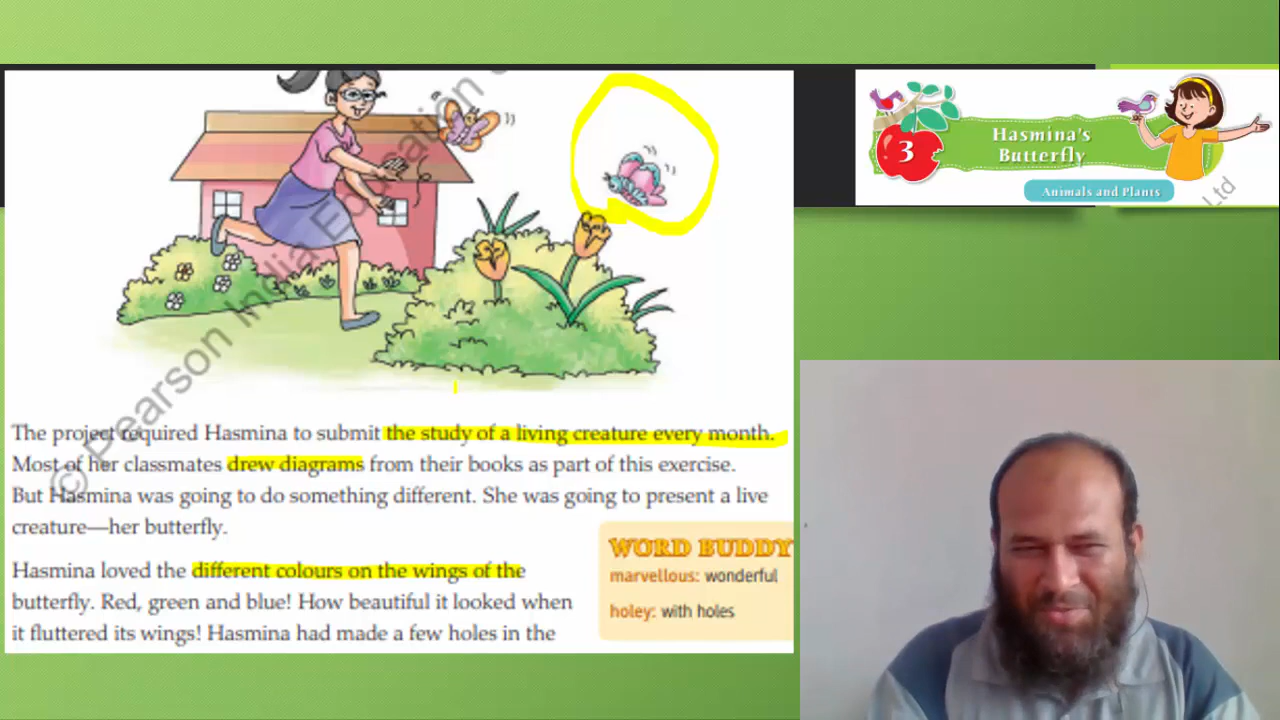 3
Hasmina's
Butterfly
Animals and Plants
© Pearson India Education
Ltd
The project required Hasmina to submit the study of a living creature every month.
Most of her classmates drew diagrams from their books as part of this exercise.
But Hasmina was going to do something different. She was going to present a live
creature—her butterfly.
Hasmina loved the different colours on the wings of the
butterfly. Red, green and blue! How beautiful it looked when
it fluttered its wings! Hasmina had made a few holes in the
WORD BUDDY
marvellous: wonderful
holey: with holes